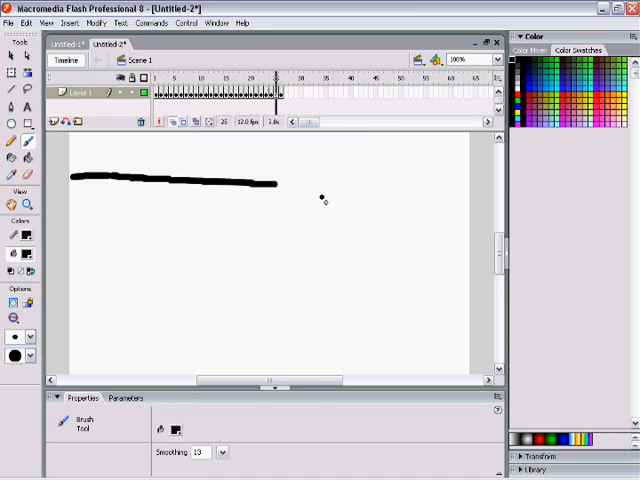 Macromedia Flash Professional 8 - [Untitled-2*]
File Edit View Insert Modify Text Commands Control Window Help
Tools
Untitled-1* Untitled-2*
Timeline Scene 1 100%
1 5 10 15 20 25 30 35 40 45 50 55 60 65
Layer 1
25 12.0 fps 2.0s
View
Colors
Options
Properties Parameters
Brush
Tool
Smoothing 13
Color
Color Mixer Color Swatches
Transform
Library